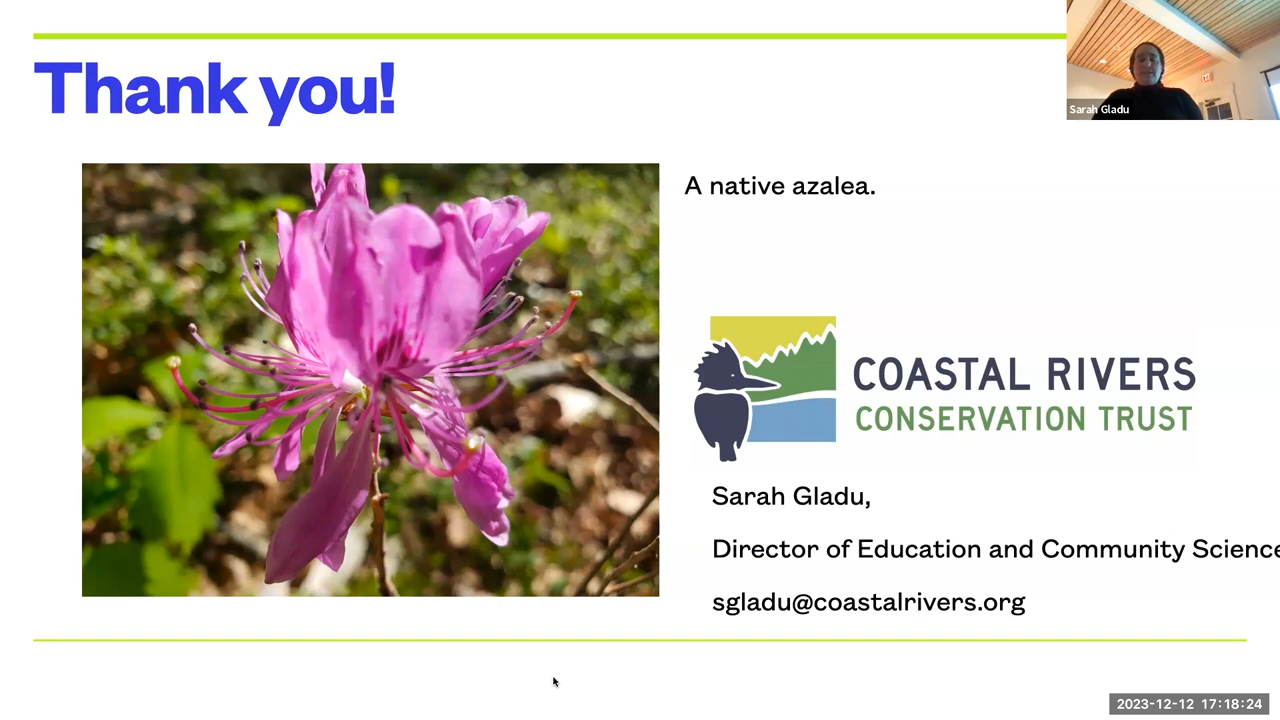 Thank you!
Sarah Gladu
A native azalea.
COASTAL RIVERS
CONSERVATION TRUST
Sarah Gladu,
Director of Education and Community Science
sgladu@coastalrivers.org
2023-12-12 17:18:24